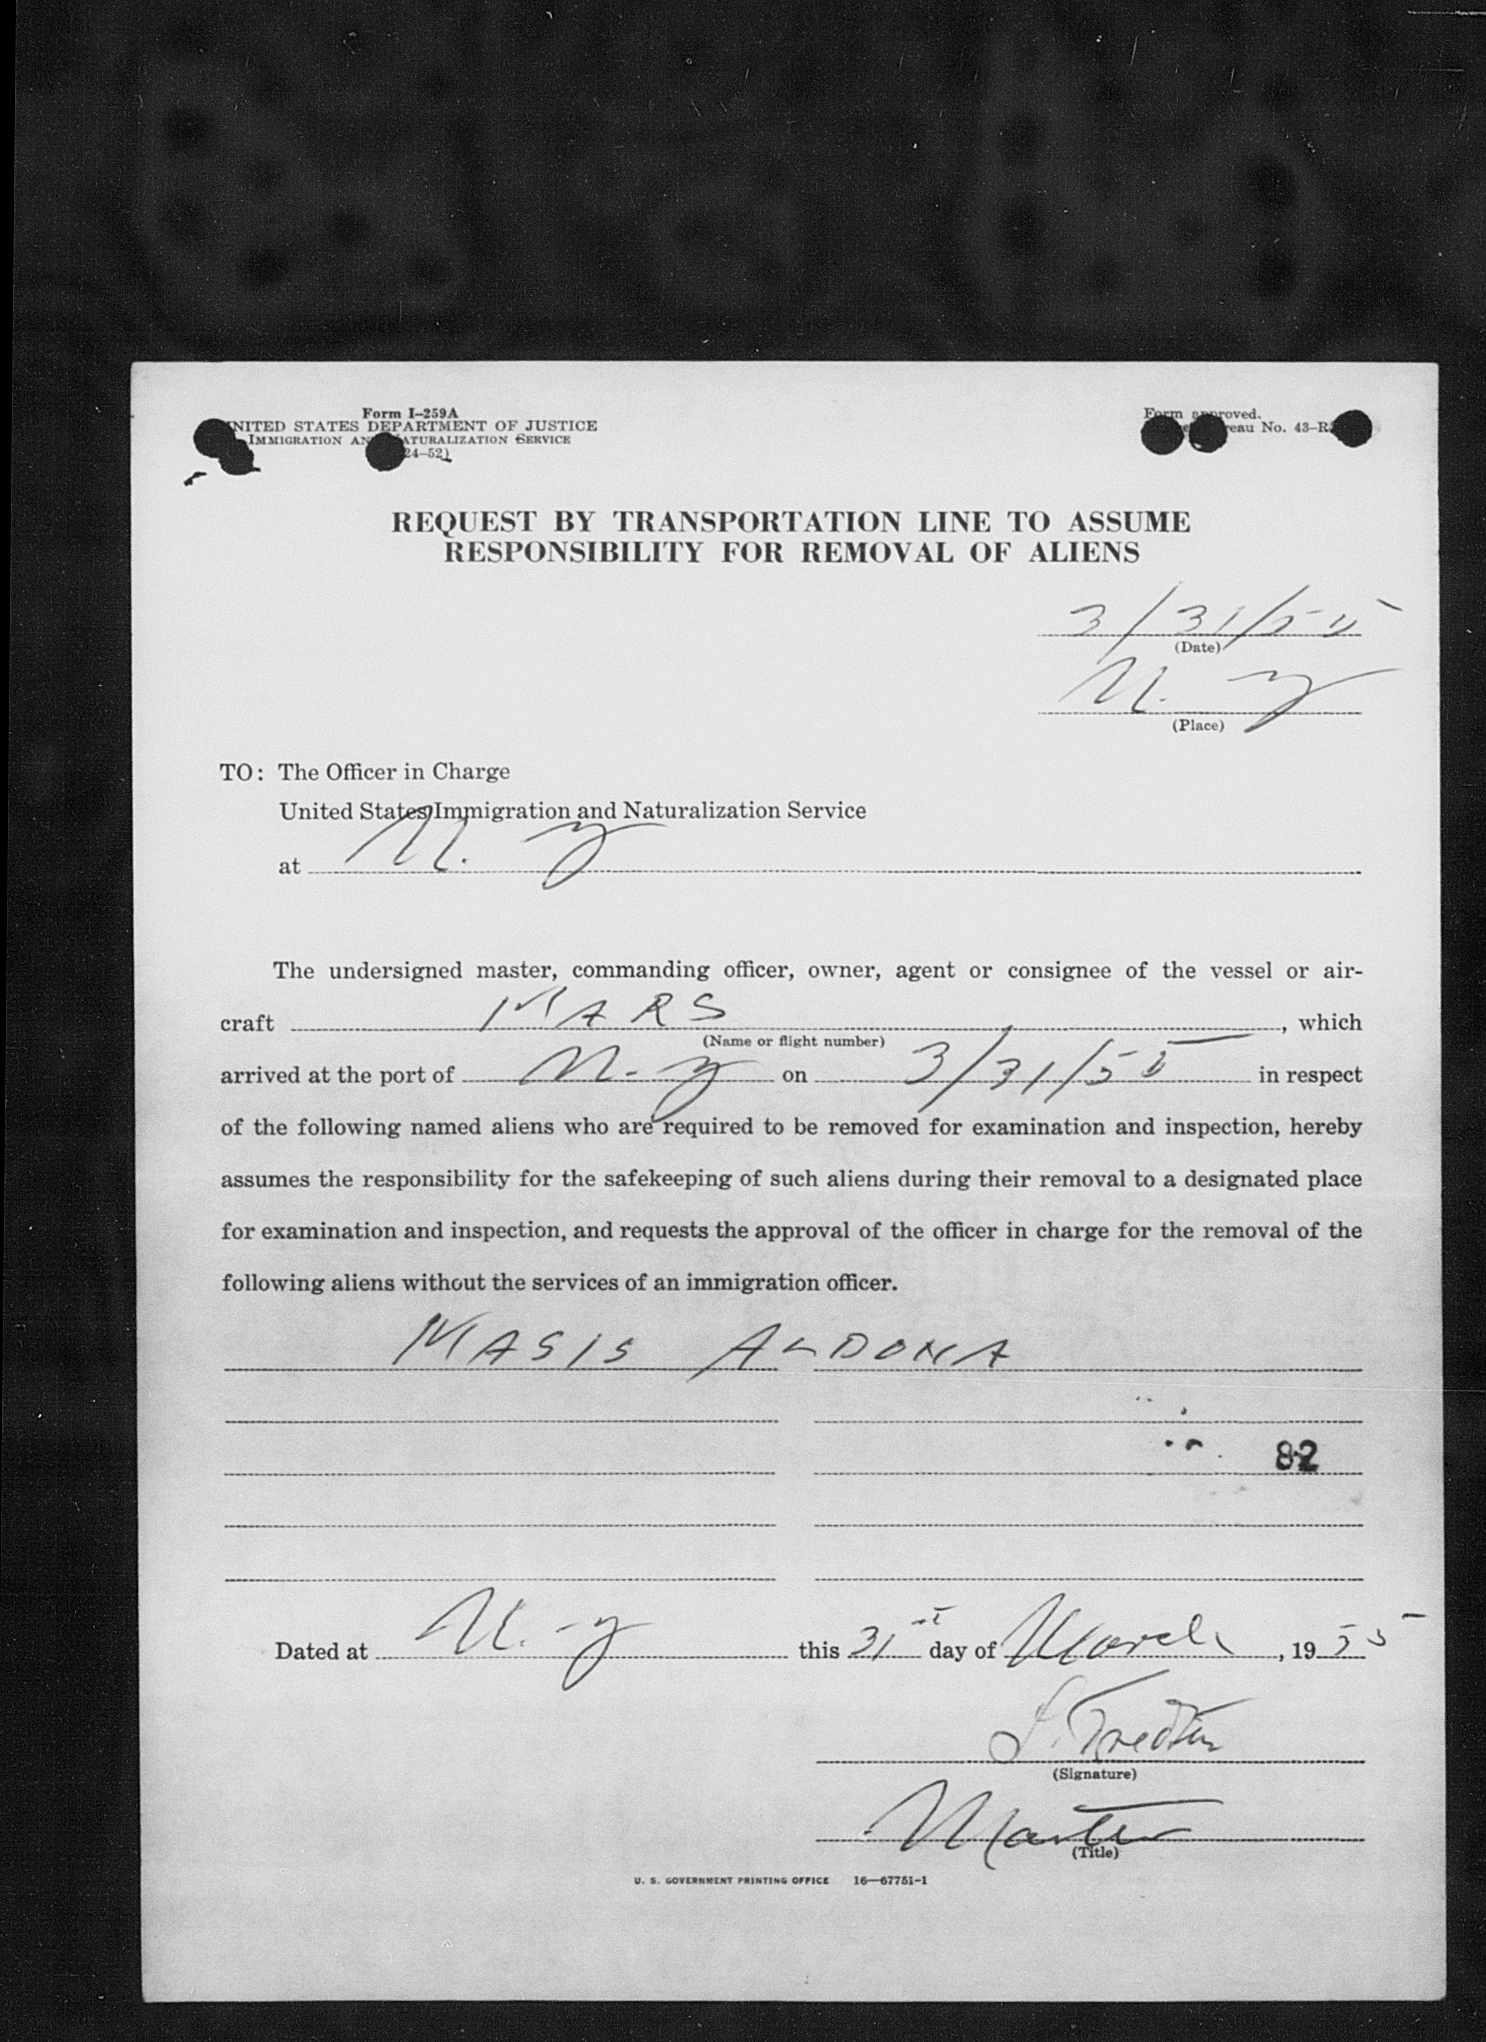 Form I–259A
UNITED STATES DEPARTMENT OF JUSTICE
IMMIGRATION AND NATURALIZATION SERVICE
24–52)
Form approved.
eau No. 43–R
REQUEST BY TRANSPORTATION LINE TO ASSUME
RESPONSIBILITY FOR REMOVAL OF ALIENS
3/31/55
(Date)
N. Y
(Place)
TO: The Officer in Charge
United States Immigration and Naturalization Service
at N. Y
The undersigned master, commanding officer, owner, agent or consignee of the vessel or air-
craft MARS, which
(Name or flight number)
arrived at the port of N. Y on 3/31/55 in respect
of the following named aliens who are required to be removed for examination and inspection, hereby
assumes the responsibility for the safekeeping of such aliens during their removal to a designated place
for examination and inspection, and requests the approval of the officer in charge for the removal of the
following aliens without the services of an immigration officer.
MASIS ALDONA
82
Dated at N. Y this 31st day of March, 1955
(Signature)
Master
(Title)
U. S. GOVERNMENT PRINTING OFFICE 16—67751-1